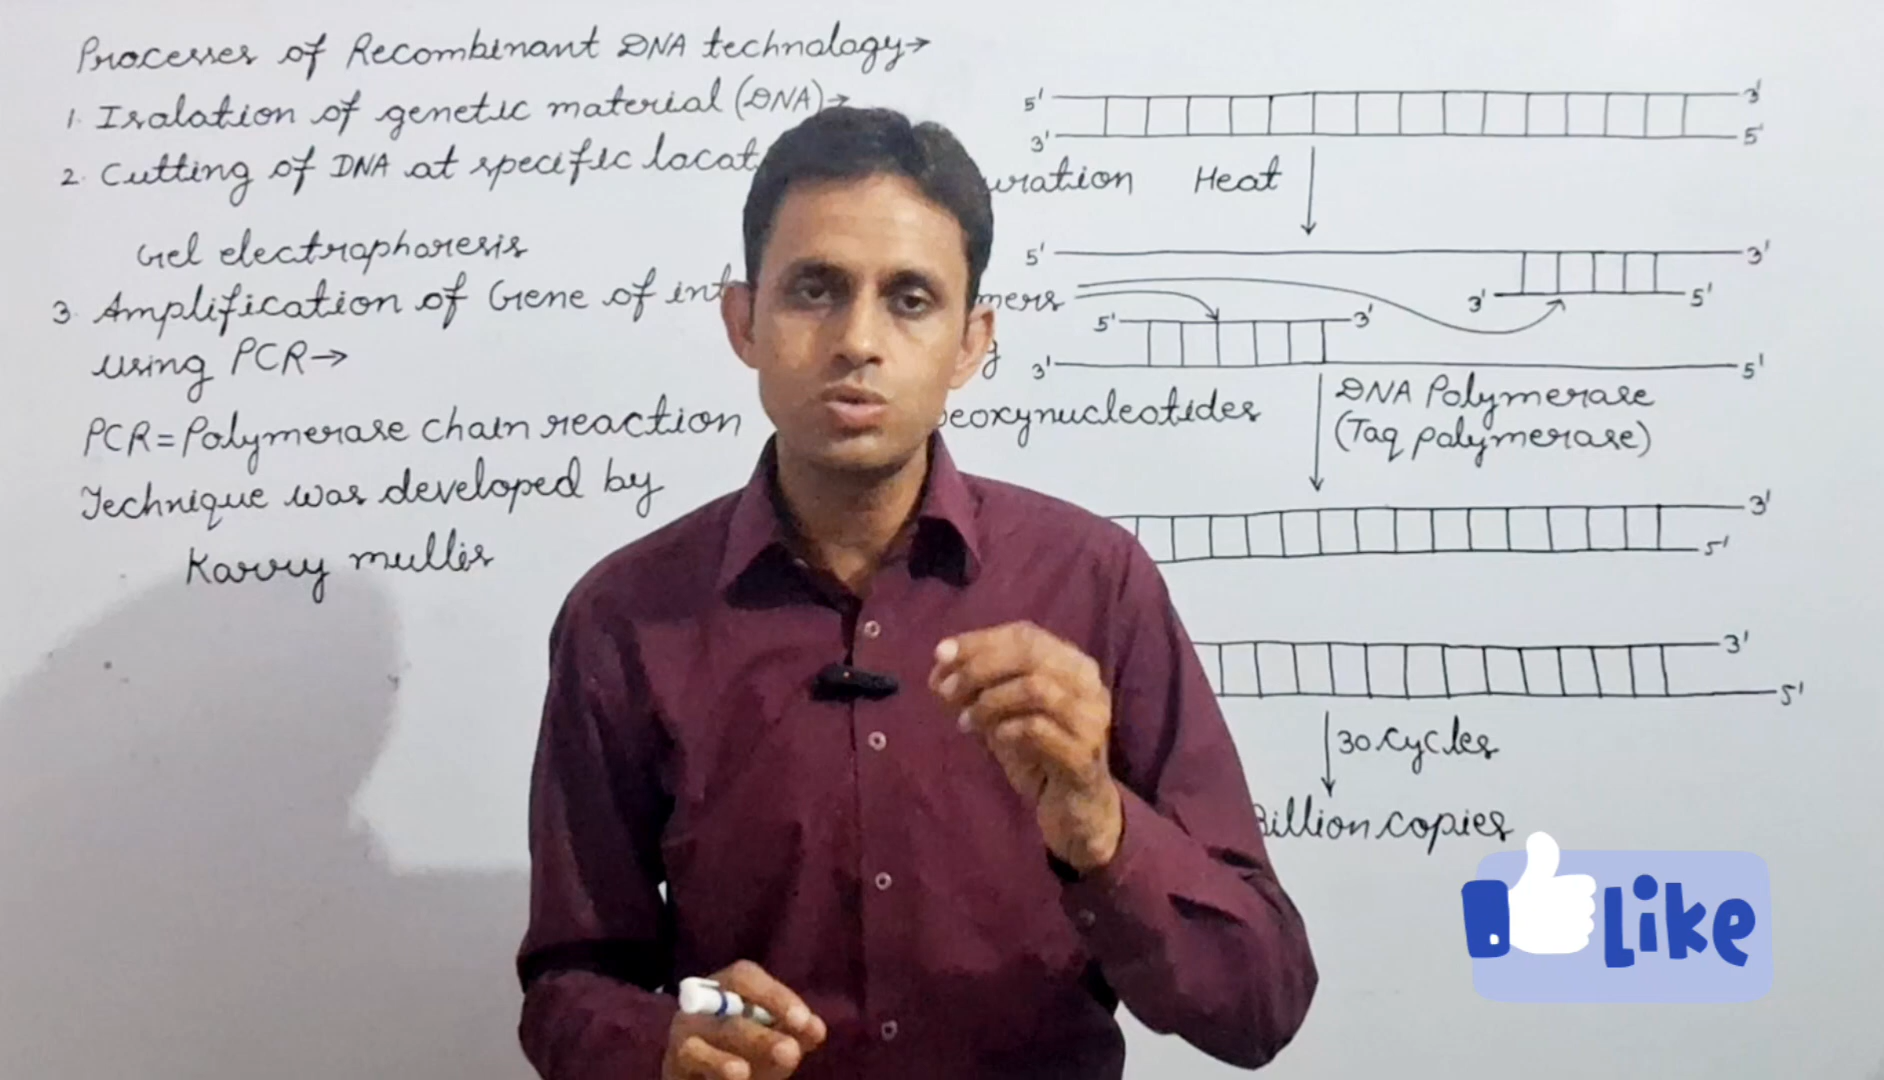 Processes of Recombinant DNA technology→
1. Isolation of genetic material (DNA)→
2. Cutting of DNA at specific locat
Gel electrophoresis
3. Amplification of Gene of int
using PCR→
PCR=Polymerase chain reaction
Technique was developed by
Karry mullis
5' 3'
3' 5'
uration Heat
5' 3'
3' 5'
mers
5' 3'
g 3' 5'
DNA Polymerase
eoxynucleotides (Taq polymerase)
3'
5'
3'
5'
30 cycles
Billion copies
Like